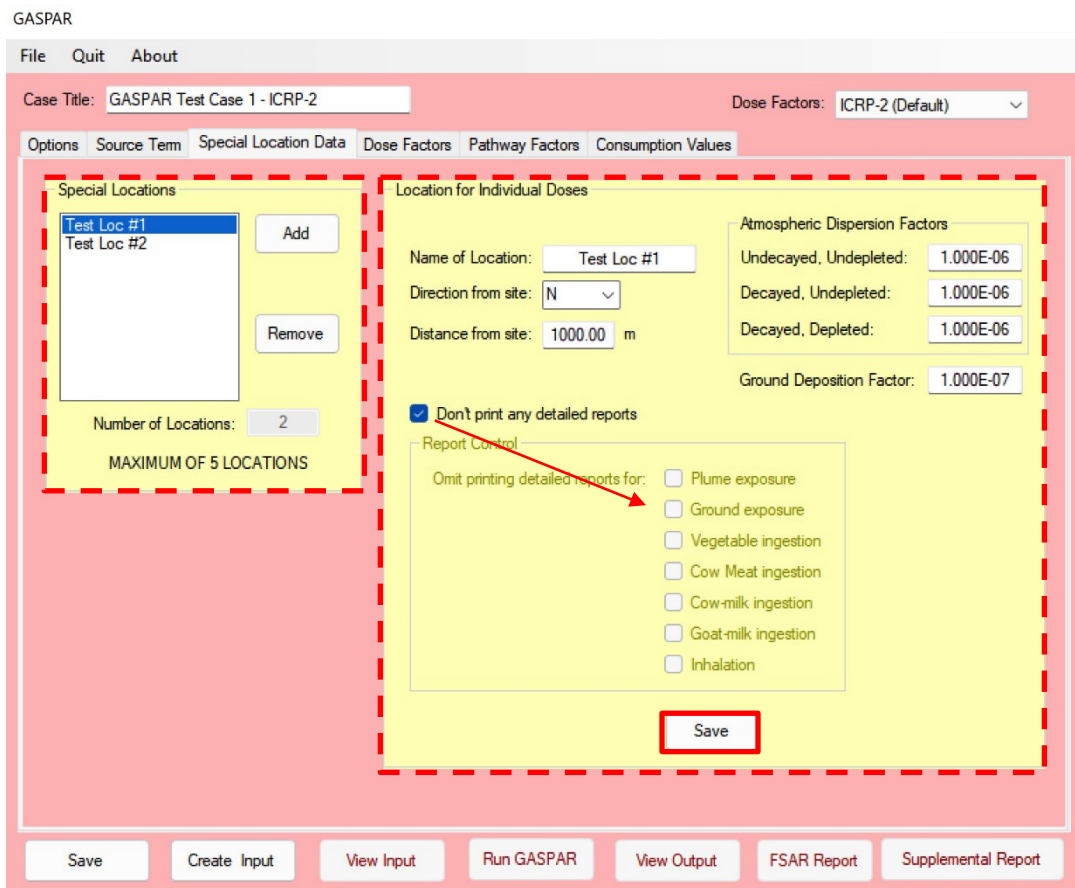 GASPAR
File Quit About
Case Title: GASPAR Test Case 1 - ICRP-2
Dose Factors: ICRP-2 (Default)
Options Source Term Special Location Data Dose Factors Pathway Factors Consumption Values
Special Locations
Test Loc #1
Test Loc #2
Add
Remove
Number of Locations: 2
MAXIMUM OF 5 LOCATIONS
Location for Individual Doses
Name of Location: Test Loc #1
Direction from site: N
Distance from site: 1000.00 m
Atmospheric Dispersion Factors
Undecayed, Undepleted: 1.000E-06
Decayed, Undepleted: 1.000E-06
Decayed, Depleted: 1.000E-06
Ground Deposition Factor: 1.000E-07
Don't print any detailed reports
Report Control
Omit printing detailed reports for: Plume exposure
Ground exposure
Vegetable ingestion
Cow Meat ingestion
Cow-milk ingestion
Goat-milk ingestion
Inhalation
Save
Save Create Input View Input Run GASPAR View Output FSAR Report Supplemental Report